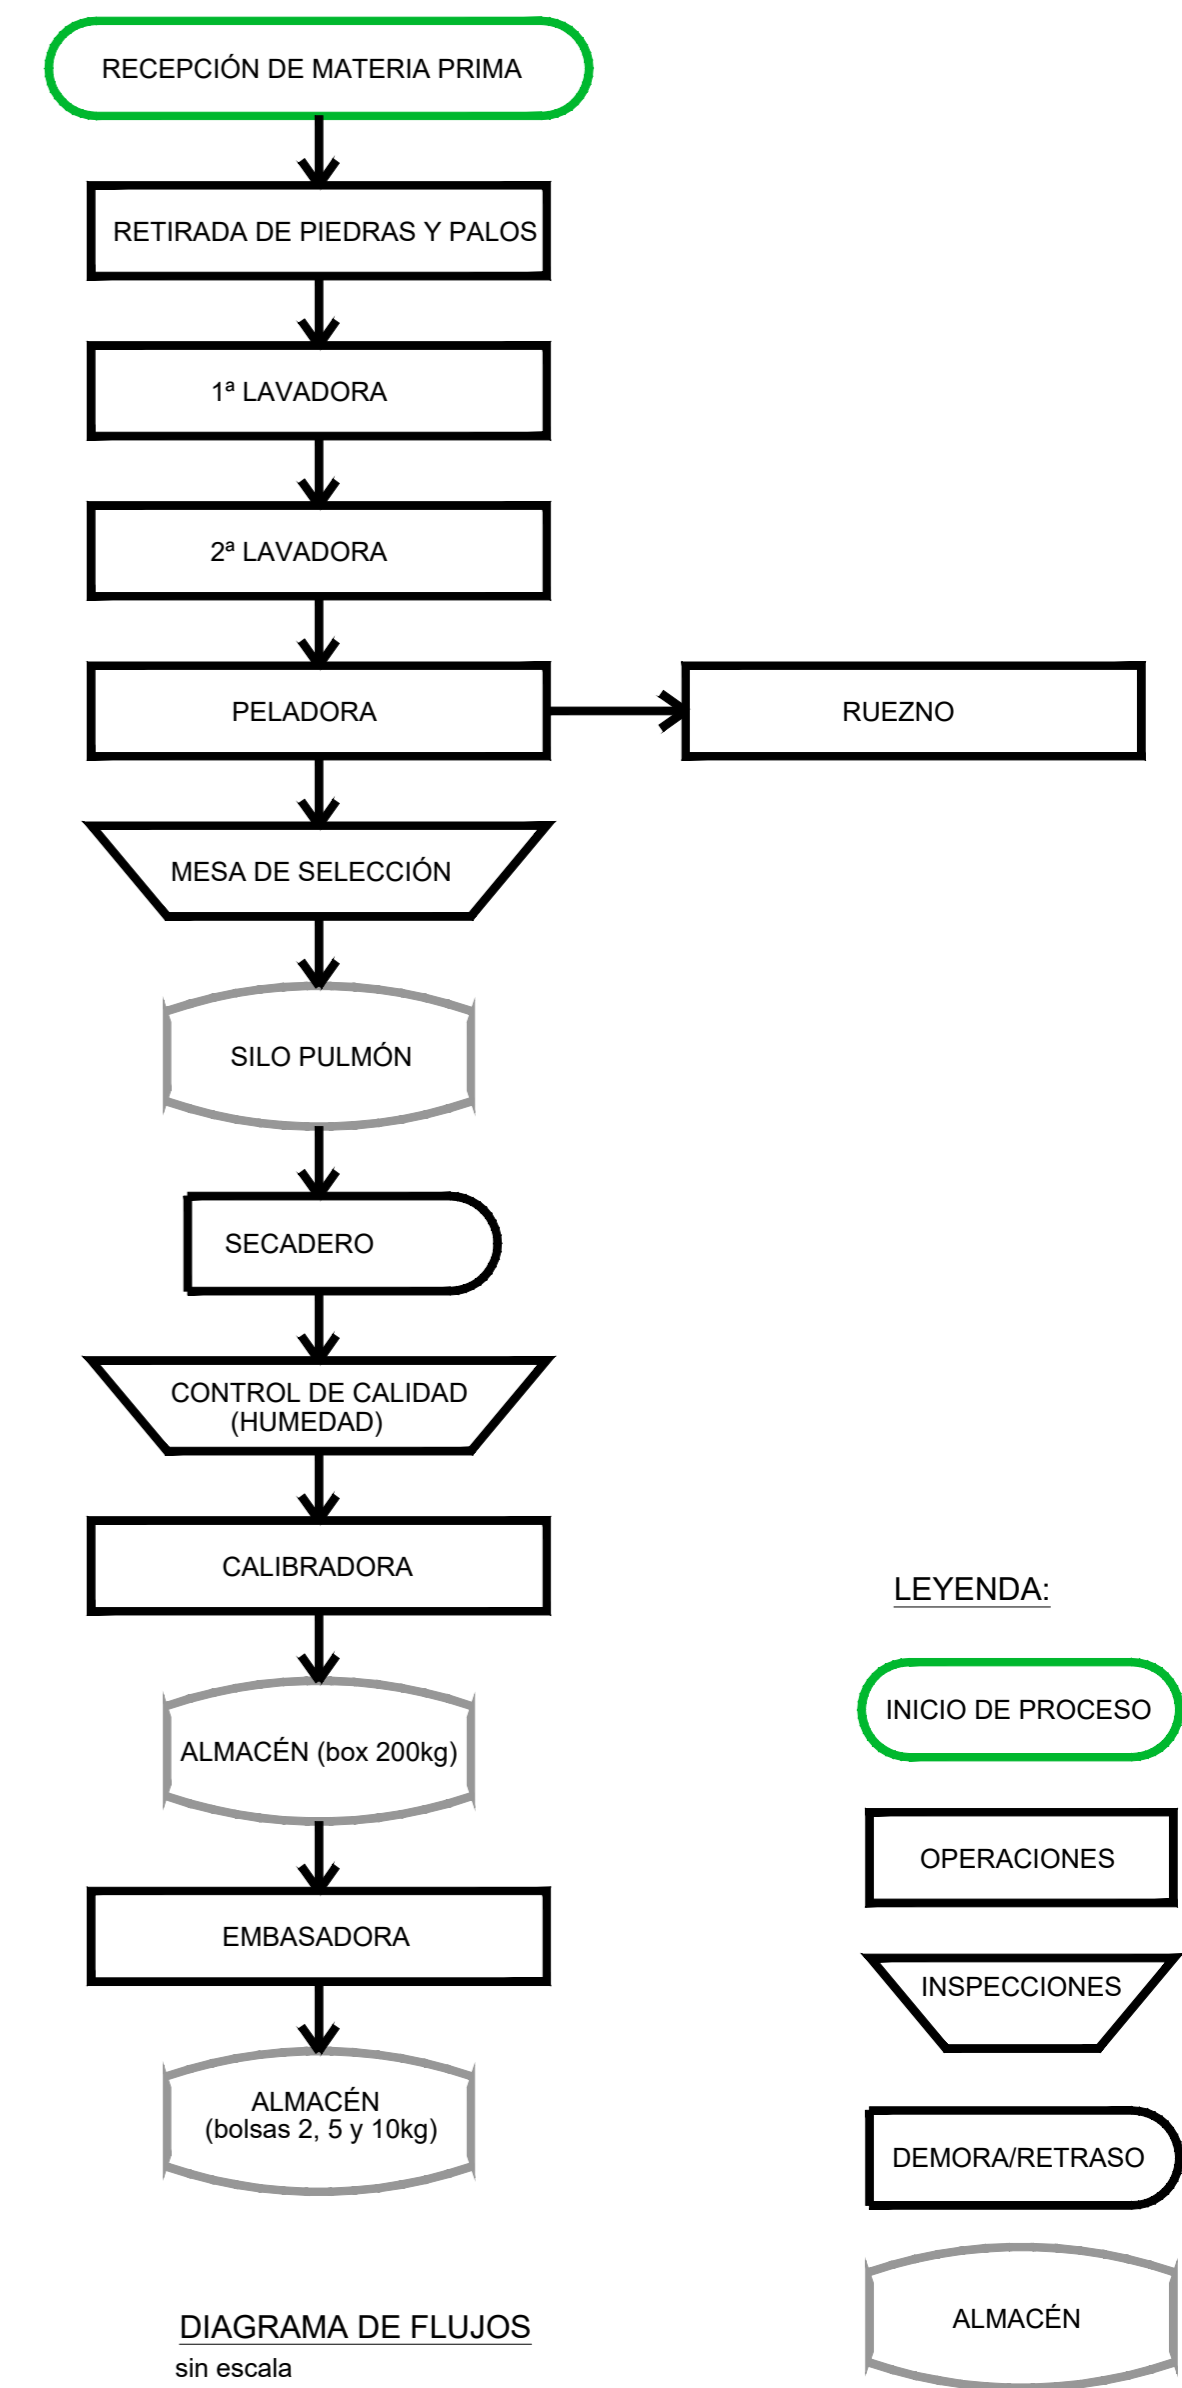 RECEPCIÓN DE MATERIA PRIMA
RETIRADA DE PIEDRAS Y PALOS
1ª LAVADORA
2ª LAVADORA
PELADORA
RUEZNO
MESA DE SELECCIÓN
SILO PULMÓN
SECADERO
CONTROL DE CALIDAD
(HUMEDAD)
CALIBRADORA
ALMACÉN (box 200kg)
EMBASADORA
ALMACÉN
(bolsas 2, 5 y 10kg)
DIAGRAMA DE FLUJOS
sin escala
LEYENDA:
INICIO DE PROCESO
OPERACIONES
INSPECCIONES
DEMORA/RETRASO
ALMACÉN